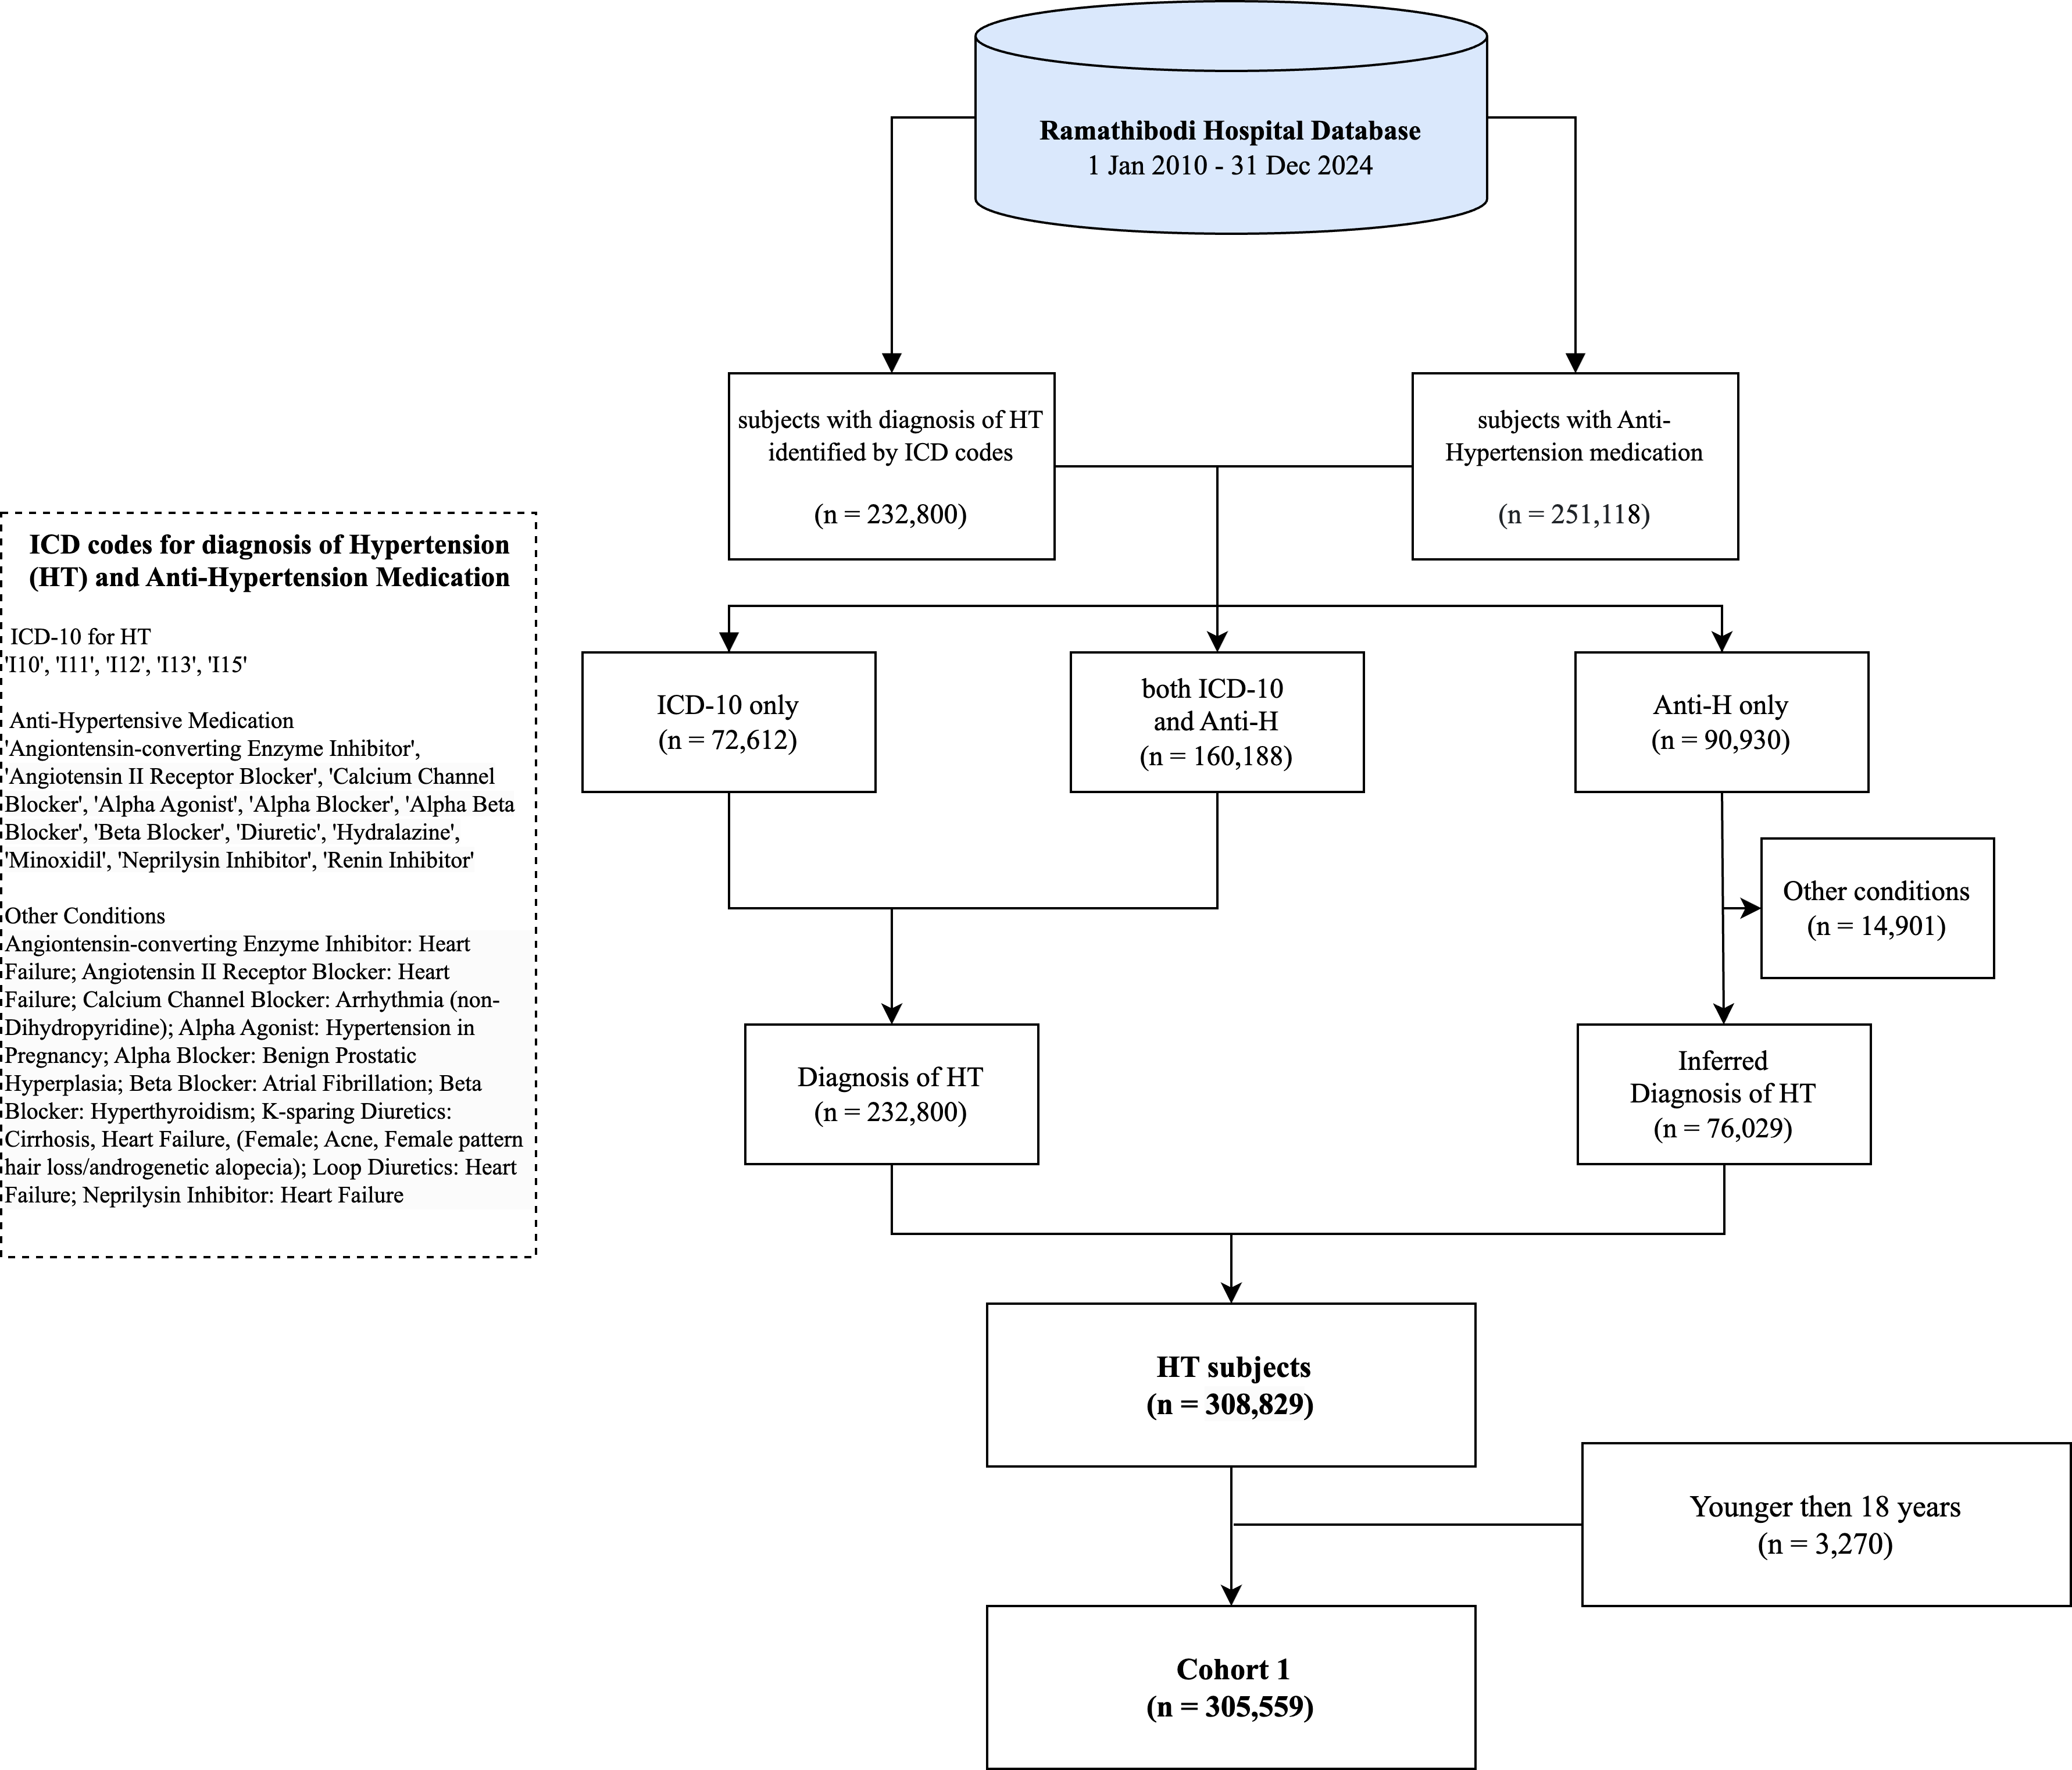 Ramathibodi Hospital Database
1 Jan 2010 - 31 Dec 2024
subjects with diagnosis of HT
identified by ICD codes
(n = 232,800)
subjects with Anti-
Hypertension medication
(n = 251,118)
ICD codes for diagnosis of Hypertension
(HT) and Anti-Hypertension Medication
ICD-10 for HT
'I10', 'I11', 'I12', 'I13', 'I15'
Anti-Hypertensive Medication
'Angiontensin-converting Enzyme Inhibitor',
'Angiotensin II Receptor Blocker', 'Calcium Channel
Blocker', 'Alpha Agonist', 'Alpha Blocker', 'Alpha Beta
Blocker', 'Beta Blocker', 'Diuretic', 'Hydralazine',
'Minoxidil', 'Neprilysin Inhibitor', 'Renin Inhibitor'
Other Conditions
Angiontensin-converting Enzyme Inhibitor: Heart
Failure; Angiotensin II Receptor Blocker: Heart
Failure; Calcium Channel Blocker: Arrhythmia (non-
Dihydropyridine); Alpha Agonist: Hypertension in
Pregnancy; Alpha Blocker: Benign Prostatic
Hyperplasia; Beta Blocker: Atrial Fibrillation; Beta
Blocker: Hyperthyroidism; K-sparing Diuretics:
Cirrhosis, Heart Failure, (Female; Acne, Female pattern
hair loss/androgenetic alopecia); Loop Diuretics: Heart
Failure; Neprilysin Inhibitor: Heart Failure
ICD-10 only
(n = 72,612)
both ICD-10
and Anti-H
(n = 160,188)
Anti-H only
(n = 90,930)
Other conditions
(n = 14,901)
Diagnosis of HT
(n = 232,800)
Inferred
Diagnosis of HT
(n = 76,029)
HT subjects
(n = 308,829)
Younger then 18 years
(n = 3,270)
Cohort 1
(n = 305,559)